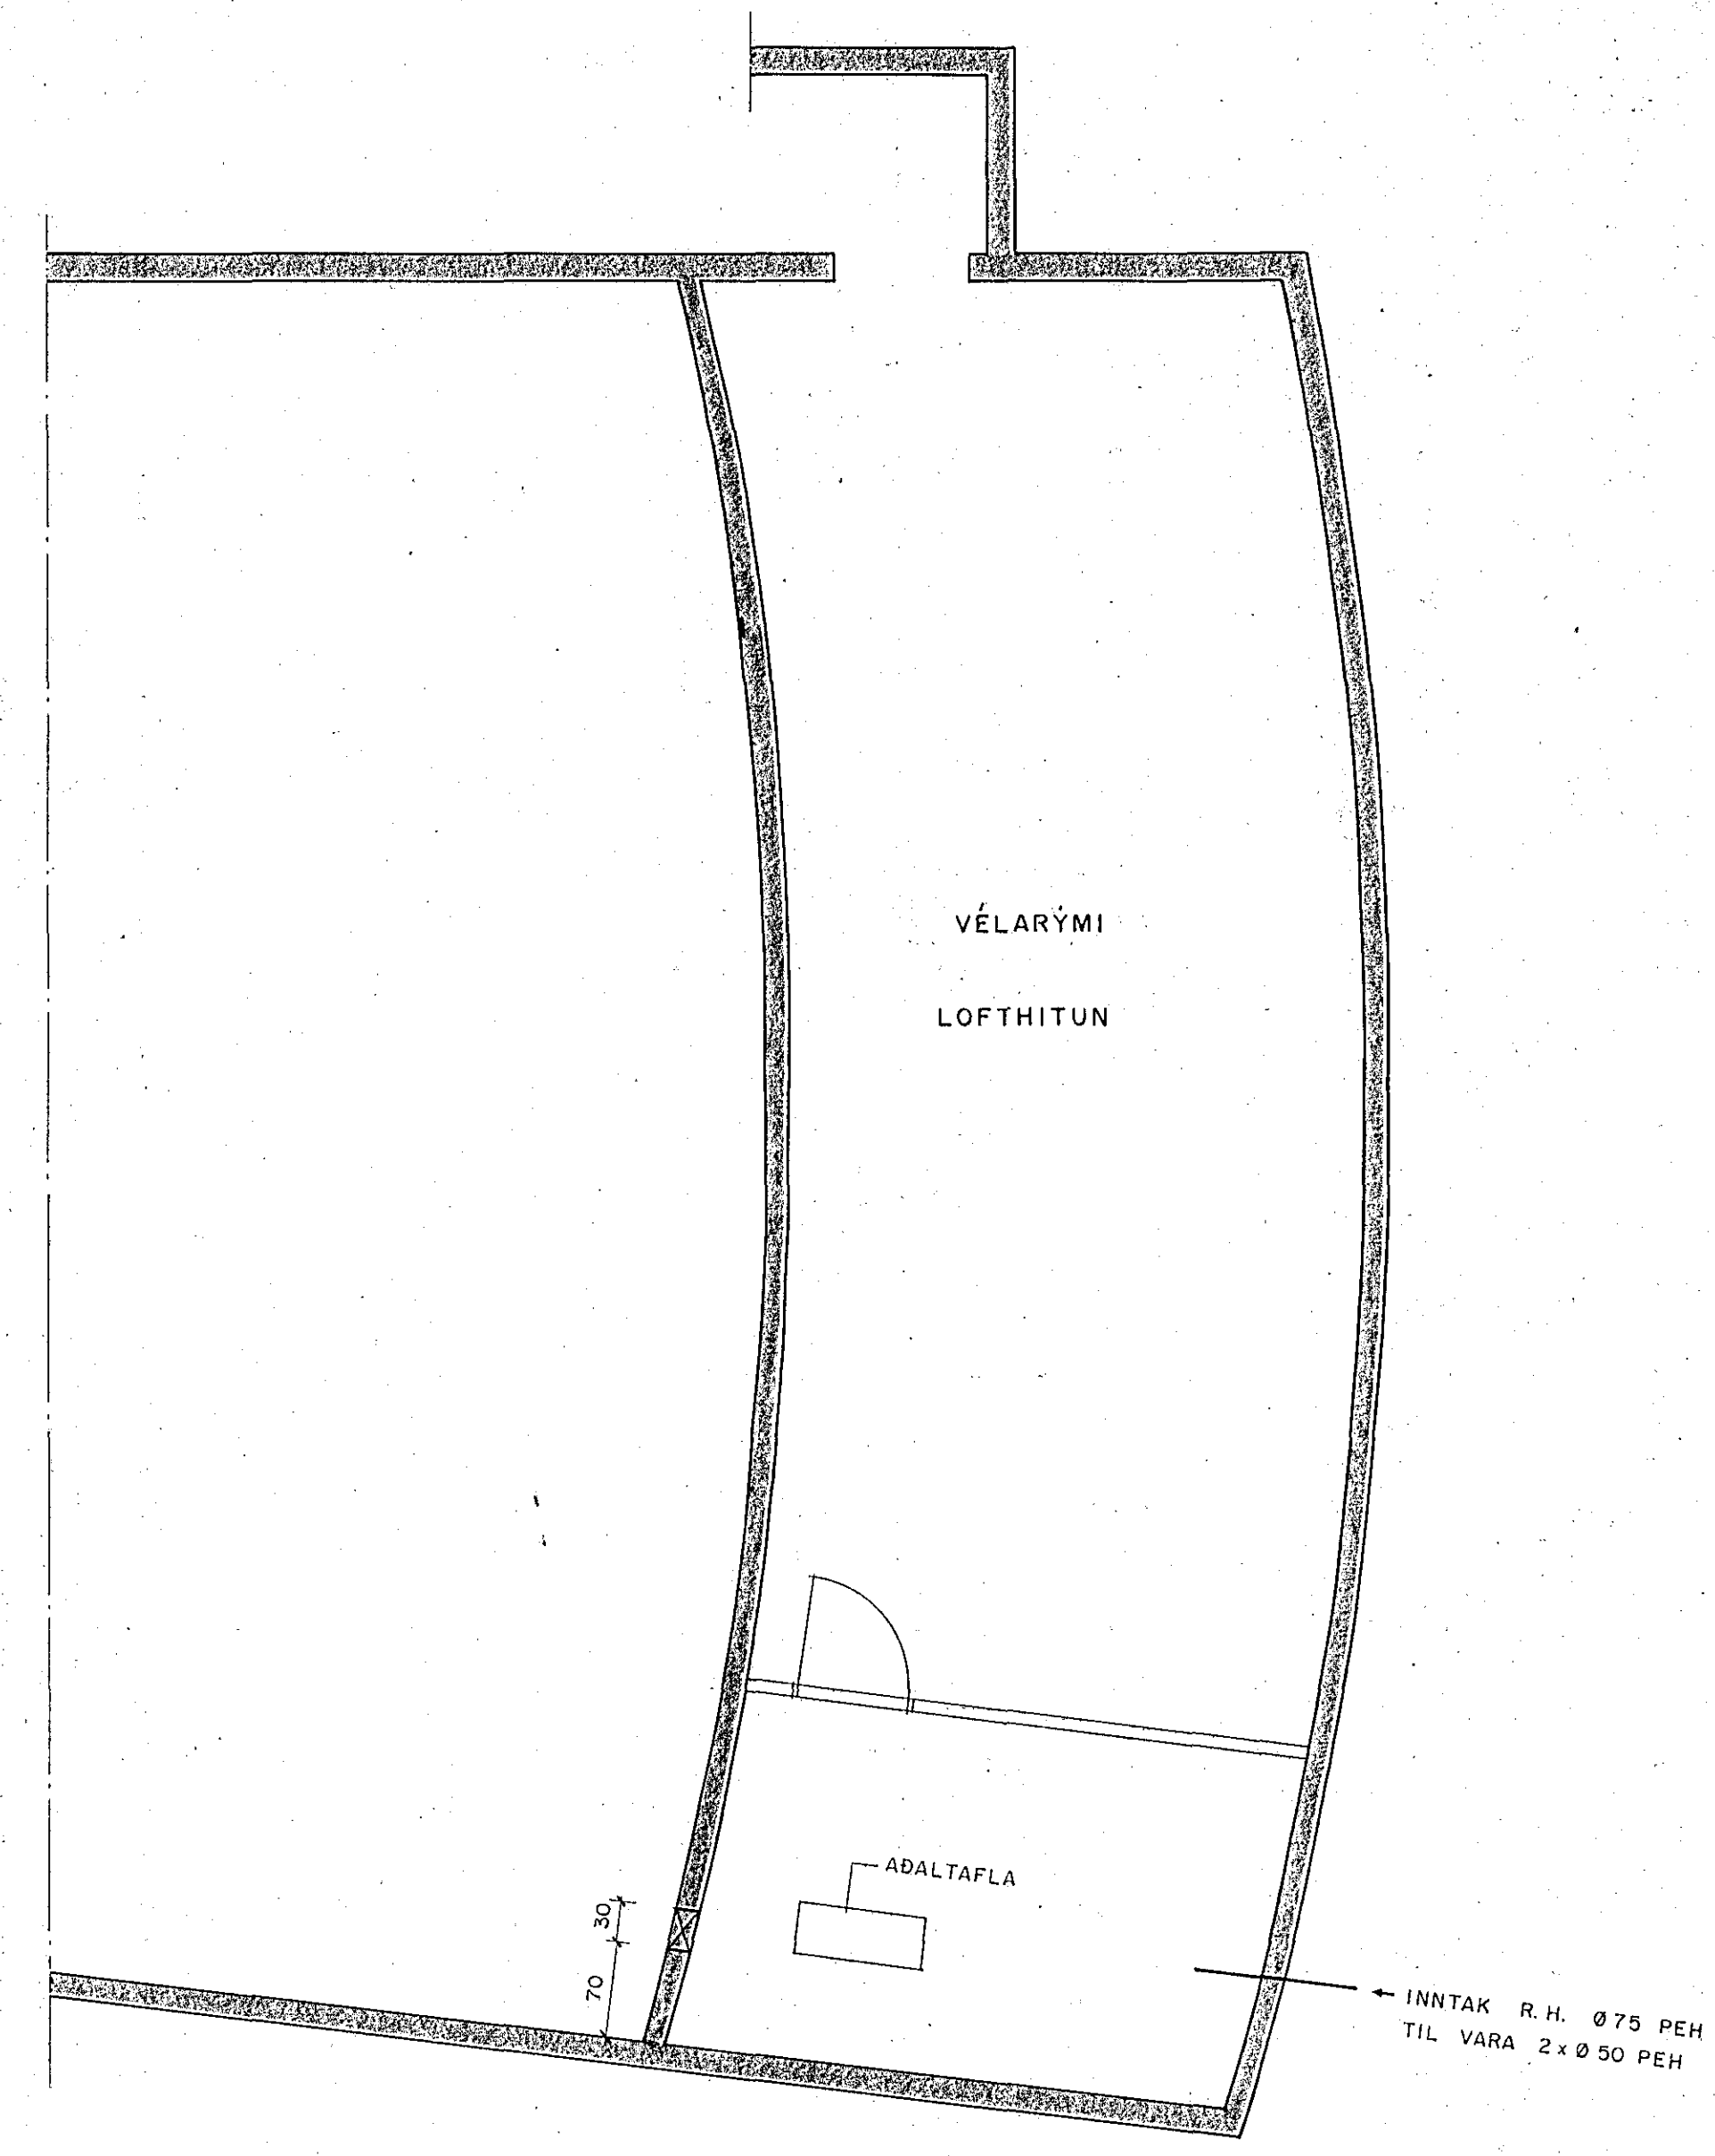 VÉLARÝMI
LOFTHITUN
AÐALTAFLA
30
70
INNTAK R.H. Ø75 PEH
TIL VARA 2xØ50 PEH